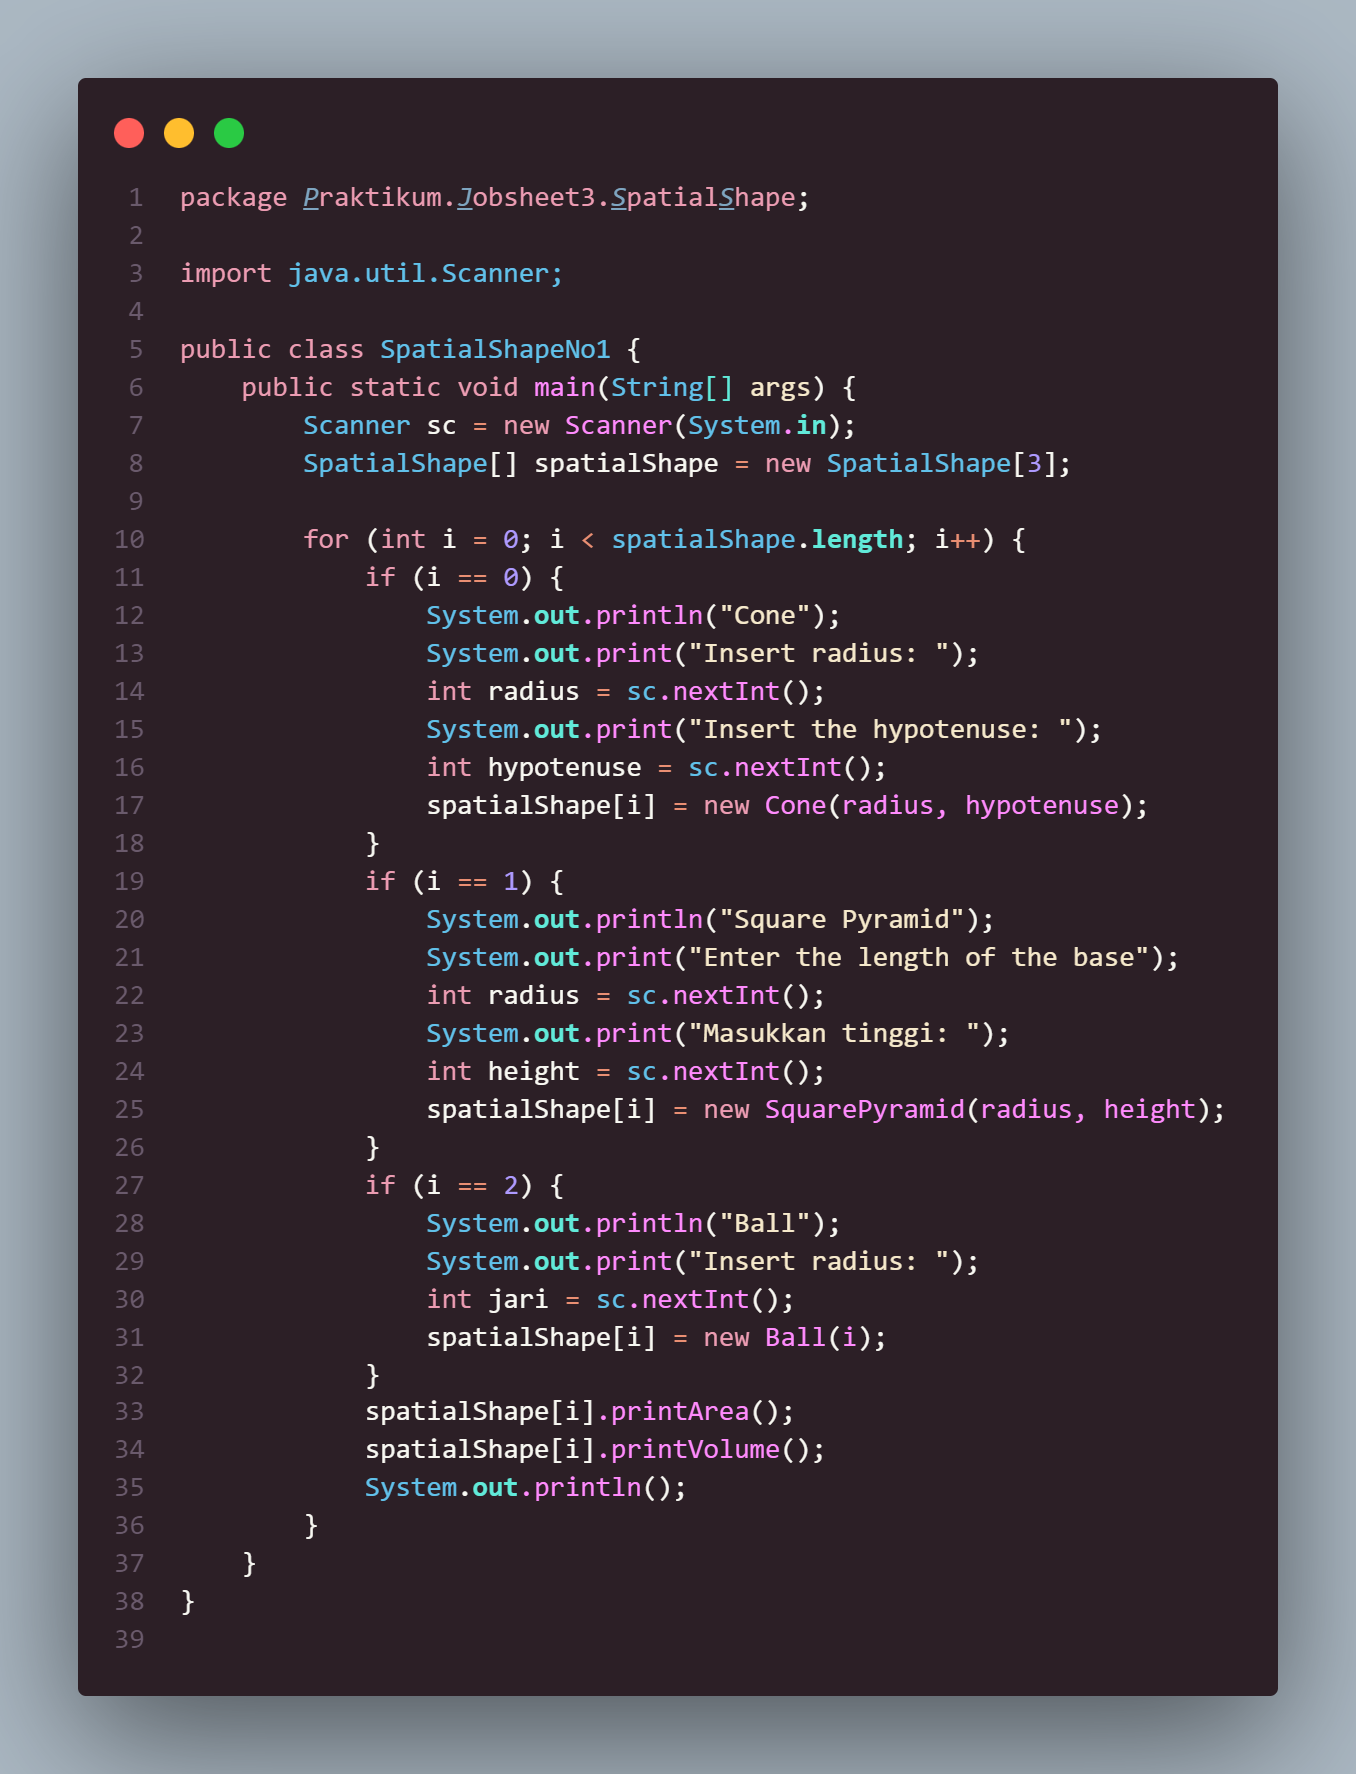 1 package Praktikum.Jobsheet3.SpatialShape;
2
3 import java.util.Scanner;
4
5 public class SpatialShapeNo1 {
6     public static void main(String[] args) {
7         Scanner sc = new Scanner(System.in);
8         SpatialShape[] spatialShape = new SpatialShape[3];
9
10         for (int i = 0; i < spatialShape.length; i++) {
11             if (i == 0) {
12                 System.out.println("Cone");
13                 System.out.print("Insert radius: ");
14                 int radius = sc.nextInt();
15                 System.out.print("Insert the hypotenuse: ");
16                 int hypotenuse = sc.nextInt();
17                 spatialShape[i] = new Cone(radius, hypotenuse);
18             }
19             if (i == 1) {
20                 System.out.println("Square Pyramid");
21                 System.out.print("Enter the length of the base");
22                 int radius = sc.nextInt();
23                 System.out.print("Masukkan tinggi: ");
24                 int height = sc.nextInt();
25                 spatialShape[i] = new SquarePyramid(radius, height);
26             }
27             if (i == 2) {
28                 System.out.println("Ball");
29                 System.out.print("Insert radius: ");
30                 int jari = sc.nextInt();
31                 spatialShape[i] = new Ball(i);
32             }
33             spatialShape[i].printArea();
34             spatialShape[i].printVolume();
35             System.out.println();
36         }
37     }
38 }
39